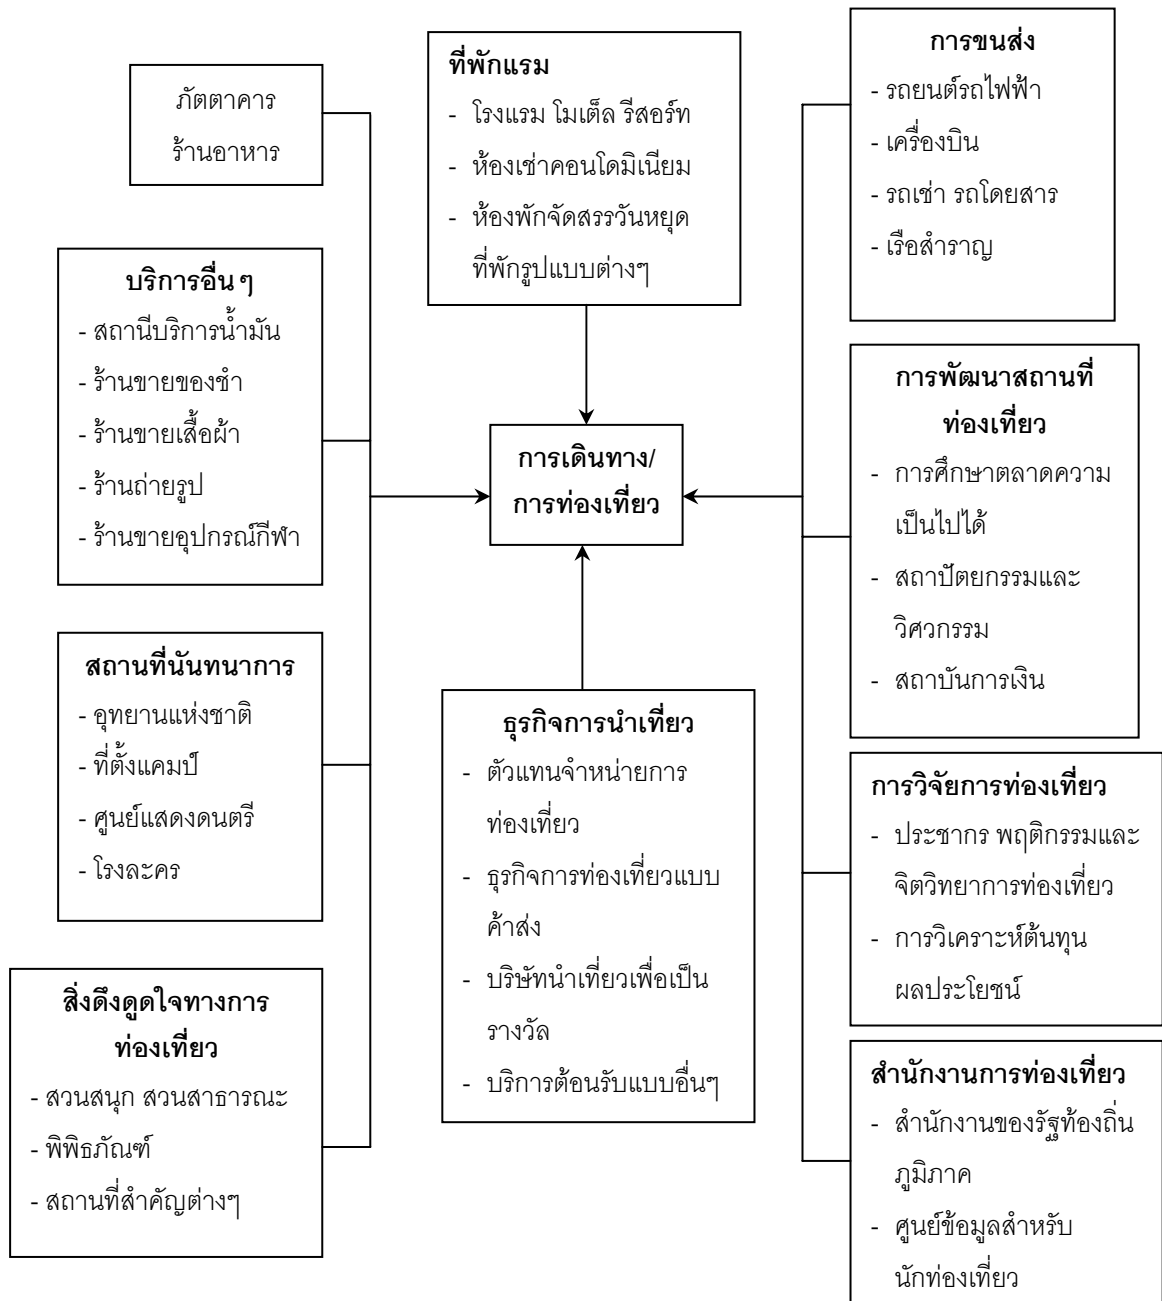 ภัตตาคาร
ร้านอาหาร
บริการอื่นๆ
- สถานีบริการน้ำมัน
- ร้านขายของชำ
- ร้านขายเสื้อผ้า
- ร้านถ่ายรูป
- ร้านขายอุปกรณ์กีฬา
สถานที่นันทนาการ
- อุทยานแห่งชาติ
- ที่ตั้งแคมป์
- ศูนย์แสดงดนตรี
- โรงละคร
สิ่งดึงดูดใจทางการ
ท่องเที่ยว
- สวนสนุก สวนสาธารณะ
- พิพิธภัณฑ์
- สถานที่สำคัญต่างๆ
ที่พักแรม
- โรงแรม โมเต็ล รีสอร์ท
- ห้องเช่าคอนโดมิเนียม
- ห้องพักจัดสรรวันหยุด
ที่พักรูปแบบต่างๆ
การเดินทาง/
การท่องเที่ยว
ธุรกิจการนำเที่ยว
- ตัวแทนจำหน่ายการ
ท่องเที่ยว
- ธุรกิจการท่องเที่ยวแบบ
ค้าส่ง
- บริษัทนำเที่ยวเพื่อเป็น
รางวัล
- บริการต้อนรับแบบอื่นๆ
การขนส่ง
- รถยนต์รถไฟฟ้า
- เครื่องบิน
- รถเช่า รถโดยสาร
- เรือสำราญ
การพัฒนาสถานที่
ท่องเที่ยว
- การศึกษาตลาดความ
เป็นไปได้
- สถาปัตยกรรมและ
วิศวกรรม
- สถาบันการเงิน
การวิจัยการท่องเที่ยว
- ประชากร พฤติกรรมและ
จิตวิทยาการท่องเที่ยว
- การวิเคราะห์ต้นทุน
ผลประโยชน์
สำนักงานการท่องเที่ยว
- สำนักงานของรัฐท้องถิ่น
ภูมิภาค
- ศูนย์ข้อมูลสำหรับ
นักท่องเที่ยว